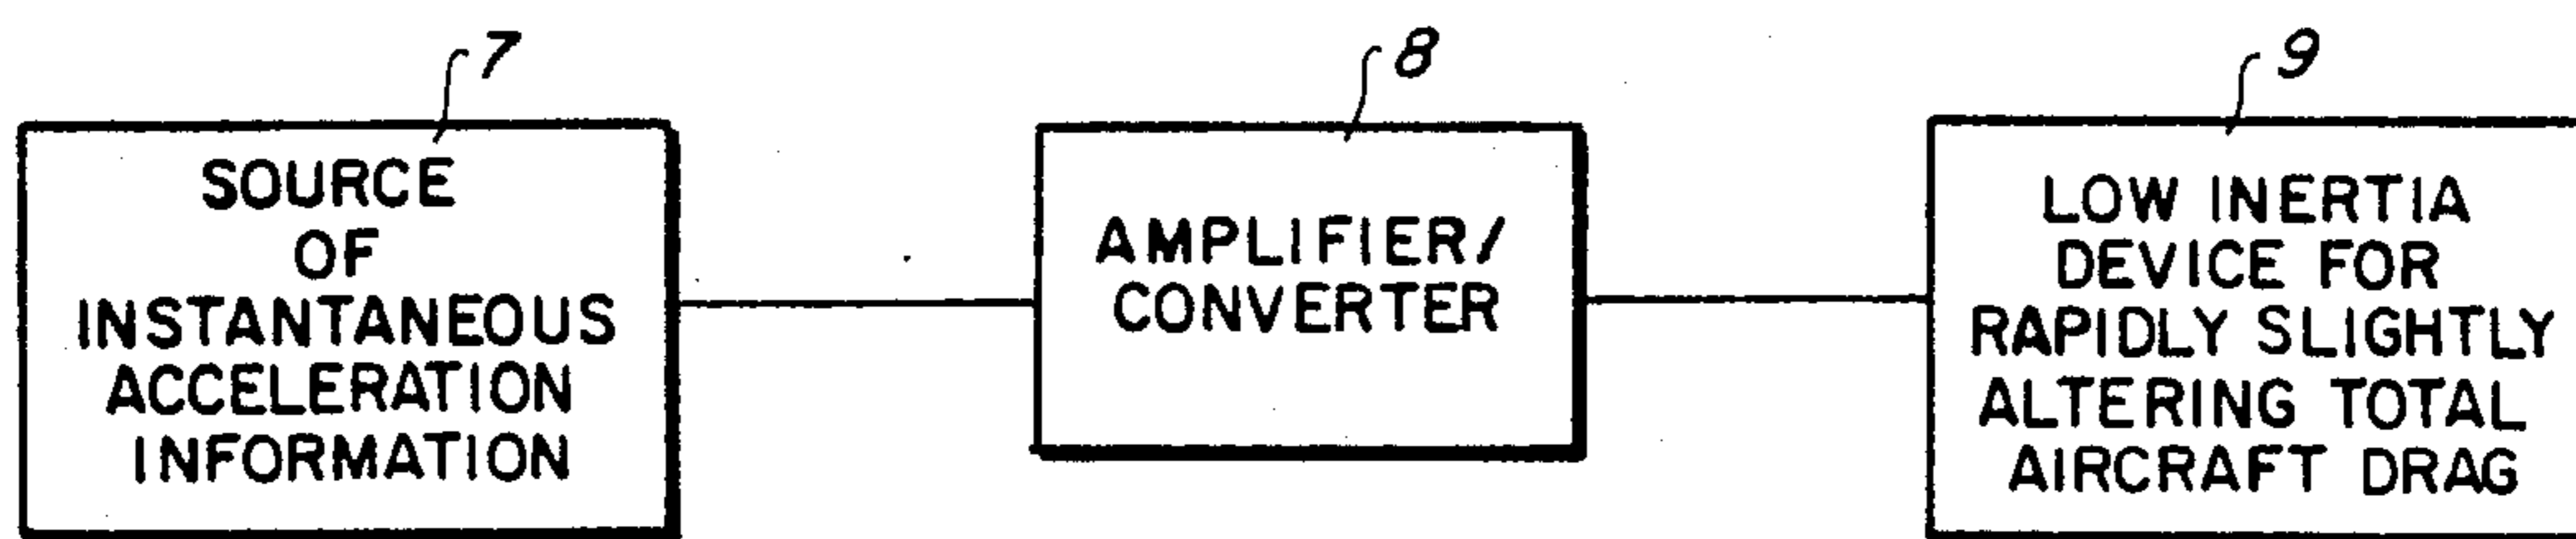 7
SOURCE
OF
INSTANTANEOUS
ACCELERATION
INFORMATION
8
AMPLIFIER/
CONVERTER
9
LOW INERTIA
DEVICE FOR
RAPIDLY SLIGHTLY
ALTERING TOTAL
AIRCRAFT DRAG